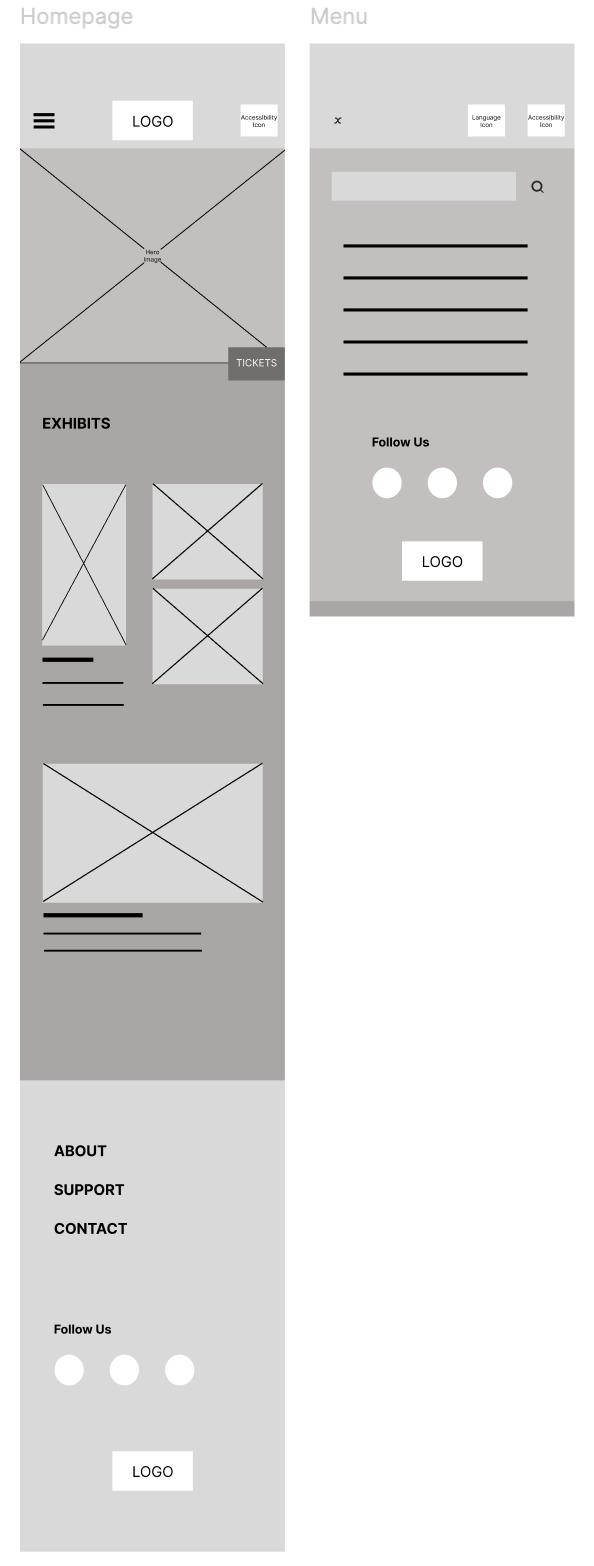 Homepage
LOGO
Accessibility
Icon
Hero
Image
TICKETS
EXHIBITS
ABOUT
SUPPORT
CONTACT
Follow Us
LOGO
Menu
x
Language
Icon
Accessibility
Icon
Follow Us
LOGO